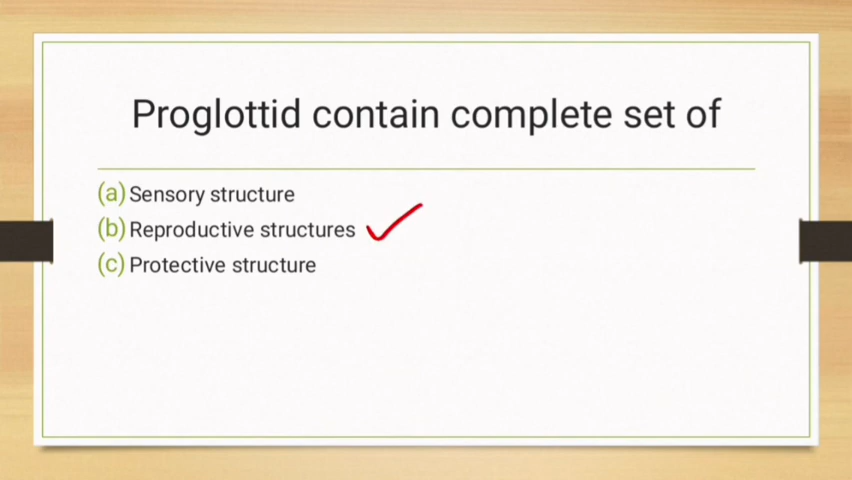 Proglottid contain complete set of
(a) Sensory structure
(b) Reproductive structures
(c) Protective structure